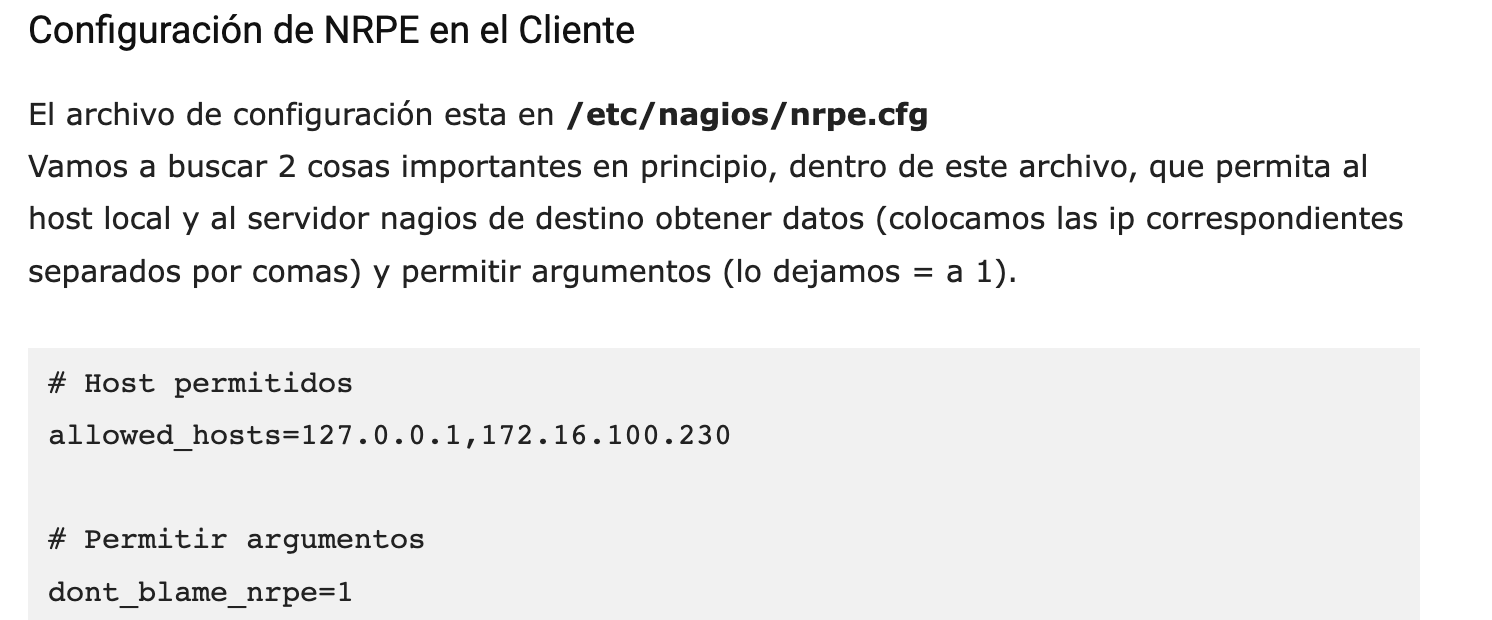 Configuración de NRPE en el Cliente
El archivo de configuración esta en /etc/nagios/nrpe.cfg
Vamos a buscar 2 cosas importantes en principio, dentro de este archivo, que permita al
host local y al servidor nagios de destino obtener datos (colocamos las ip correspondientes
separados por comas) y permitir argumentos (lo dejamos = a 1).
# Host permitidos
allowed_hosts=127.0.0.1,172.16.100.230
# Permitir argumentos
dont_blame_nrpe=1